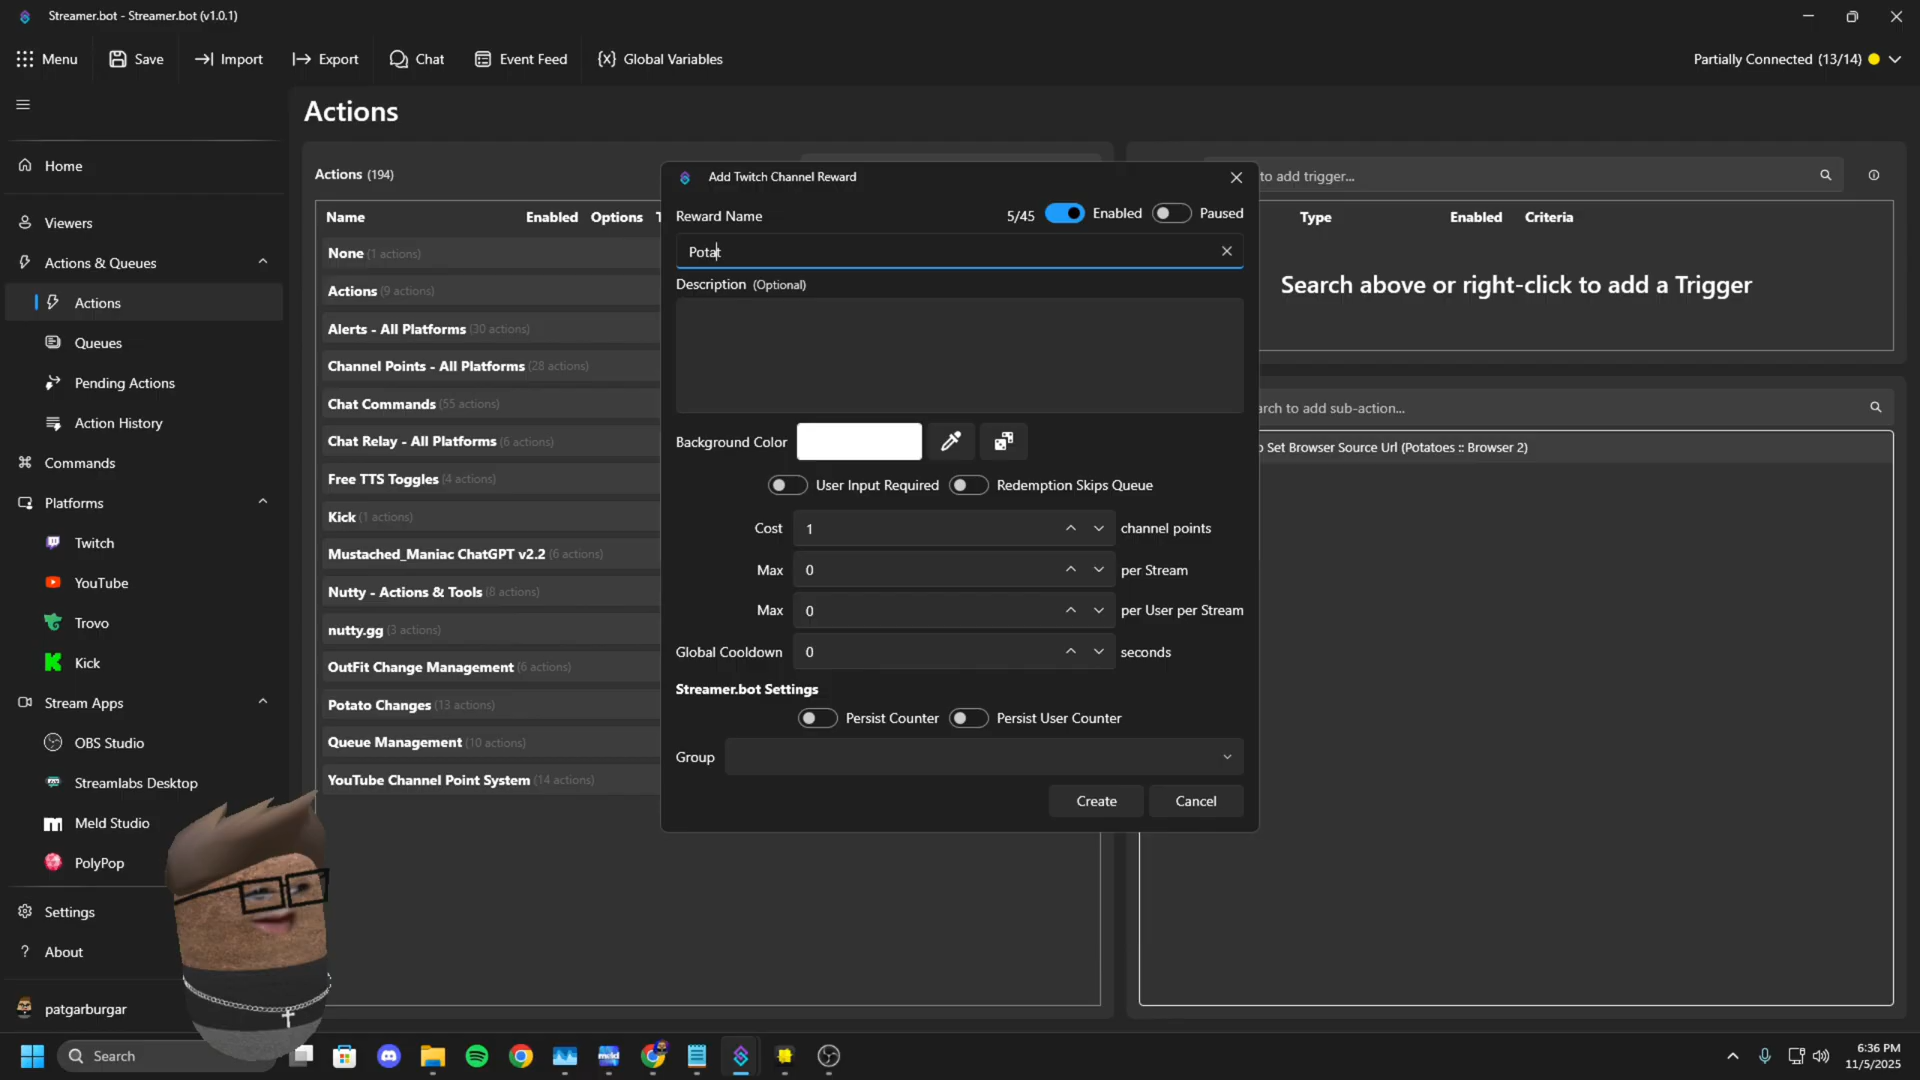 Streamer.bot - Streamer.bot (v1.0.1)
Menu
Save
Import
Export
Chat
Event Feed
{x} Global Variables
Partially Connected (13/14)
Home
Viewers
Actions & Queues
Actions
Queues
Pending Actions
Action History
Commands
Platforms
Twitch
YouTube
Trovo
Kick
Stream Apps
OBS Studio
Streamlabs Desktop
Meld Studio
PolyPop
Settings
? About
patgarburgar
Actions
Actions (194)
Name Enabled Options
None (1 actions)
Actions (9 actions)
Alerts - All Platforms (30 actions)
Channel Points - All Platforms (28 actions)
Chat Commands (55 actions)
Chat Relay - All Platforms (6 actions)
Free TTS Toggles (4 actions)
Kick (1 actions)
Mustached_Maniac ChatGPT v2.2 (6 actions)
Nutty - Actions & Tools (8 actions)
nutty.gg (3 actions)
OutFit Change Management (6 actions)
Potato Changes (13 actions)
Queue Management (10 actions)
YouTube Channel Point System (14 actions)
Add Twitch Channel Reward
Reward Name 5/45 Enabled Paused
Potat
Description (Optional)
Background Color
User Input Required Redemption Skips Queue
Cost 1 channel points
Max 0 per Stream
Max 0 per User per Stream
Global Cooldown 0 seconds
Streamer.bot Settings
Persist Counter Persist User Counter
Group
Create Cancel
to add trigger...
Type Enabled Criteria
Search above or right-click to add a Trigger
rch to add sub-action...
Set Browser Source Url (Potatoes :: Browser 2)
Search
meld
6:36 PM
11/5/2025